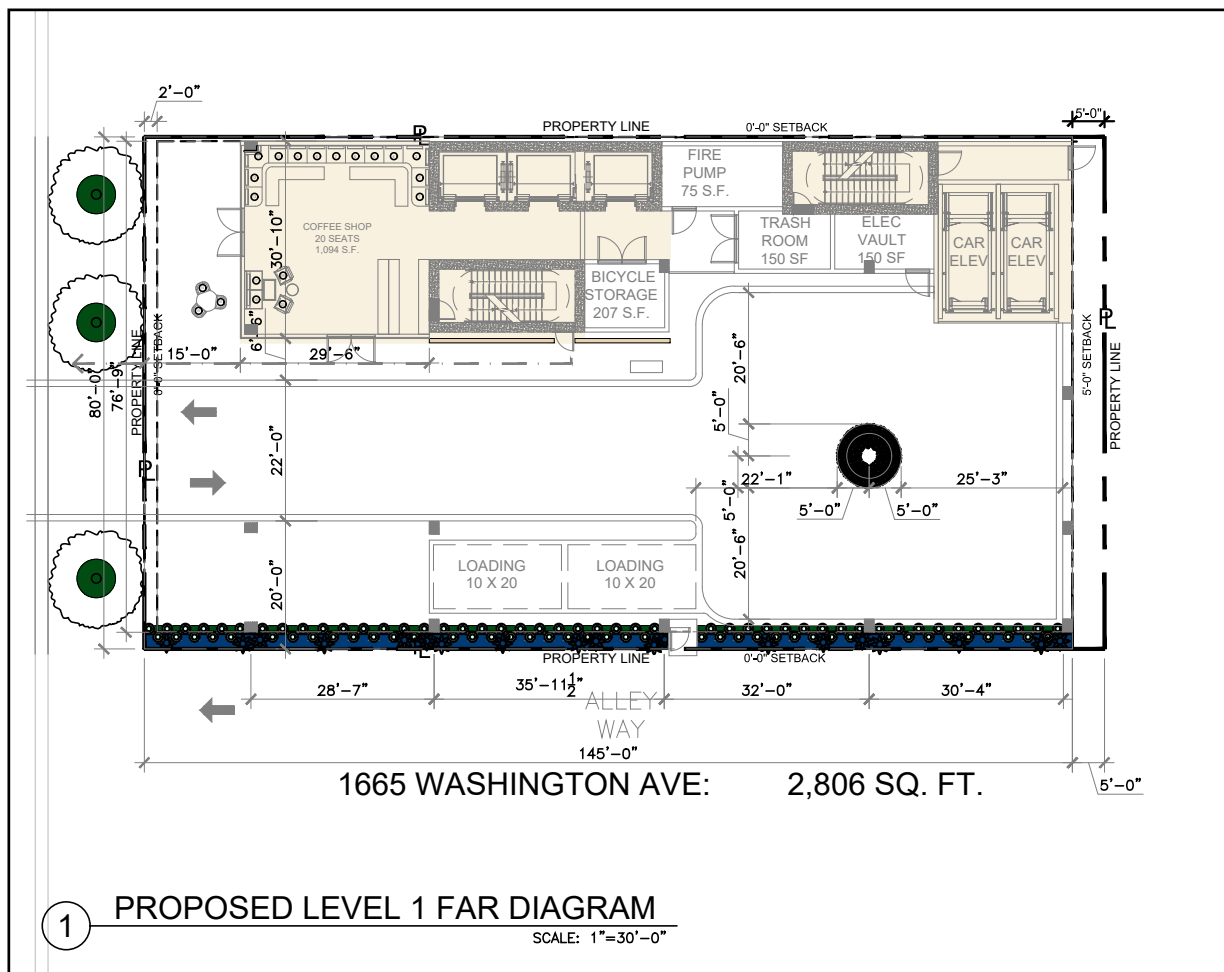 2'-0"
5'-0"
PROPERTY LINE
0'-0" SETBACK
PL
FIRE
PUMP
75 S.F.
COFFEE SHOP
20 SEATS
1,094 S.F.
30'-10"
TRASH
ROOM
150 SF
ELEC
VAULT
150 SF
CAR
ELEV
CAR
ELEV
BICYCLE
STORAGE
207 S.F.
6'-6"
15'-0"
29'-6"
80'-0"
76'-9"
PROPERTY LINE
0'-0" SETBACK
PL
20'-6"
5'-0"
PL
5'-0" SETBACK
PROPERTY LINE
22'-0"
22'-1"
25'-3"
5'-0"
5'-0"
5'-0"
20'-6"
20'-0"
LOADING
10 X 20
LOADING
10 X 20
PROPERTY LINE
0'-0" SETBACK
28'-7"
35'-11 1/2"
32'-0"
30'-4"
ALLEY
WAY
145'-0"
5'-0"
1665 WASHINGTON AVE: 2,806 SQ. FT.
1
PROPOSED LEVEL 1 FAR DIAGRAM
SCALE: 1"=30'-0"